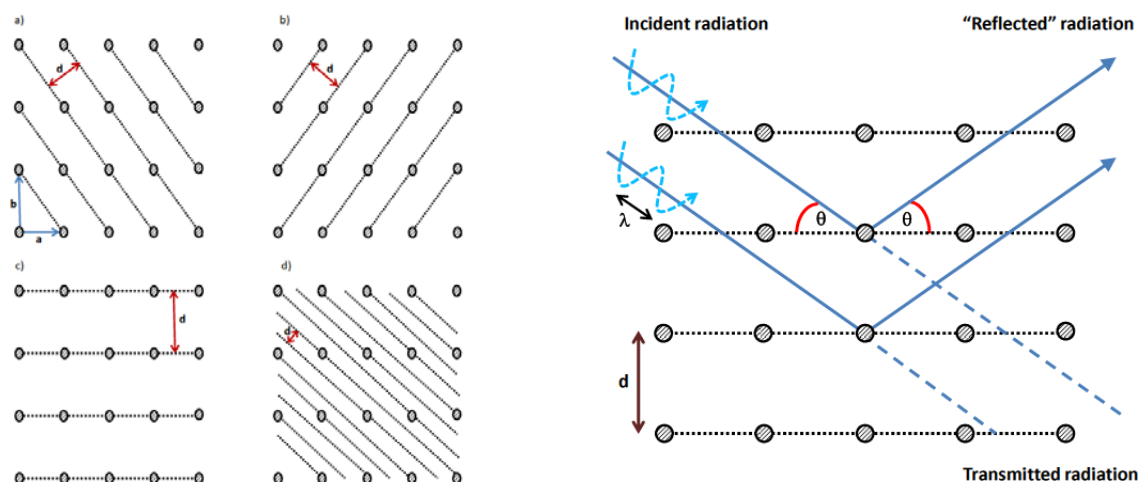 a)
d
b
a
b)
d
c)
d
d)
d
Incident radiation
“Reflected” radiation
λ
θ
θ
d
Transmitted radiation